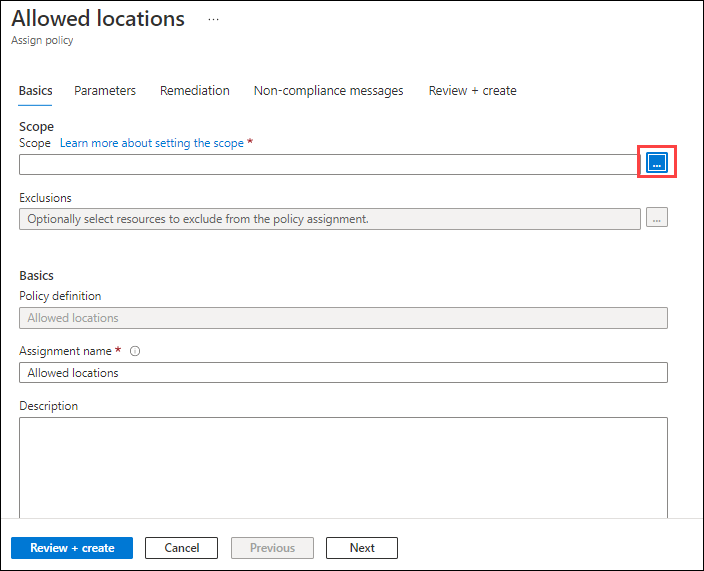 Allowed locations ...
Assign policy
Basics Parameters Remediation Non-compliance messages Review + create
Scope
Scope Learn more about setting the scope *
...
Exclusions
Optionally select resources to exclude from the policy assignment. ...
Basics
Policy definition
Allowed locations
Assignment name *
Allowed locations
Description
Review + create Cancel Previous Next